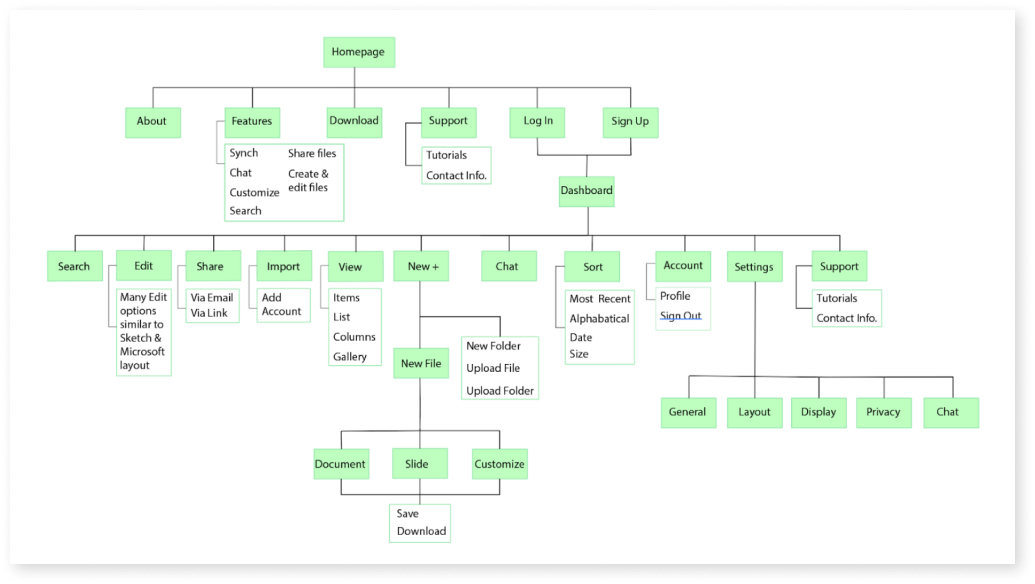 Homepage
About
Features
Download
Support
Log In
Sign Up
Synch
Chat
Customize
Search
Share files
Create &
edit files
Tutorials
Contact Info.
Dashboard
Search
Edit
Share
Import
View
New +
Chat
Sort
Account
Settings
Support
Many Edit
options
similar to
Sketch &
Microsoft
layout
Via Email
Via Link
Add
Account
Items
List
Columns
Gallery
New File
New Folder
Upload File
Upload Folder
Most Recent
Alphabatical
Date
Size
Profile
Sign Out
Tutorials
Contact Info.
General
Layout
Display
Privacy
Chat
Document
Slide
Customize
Save
Download